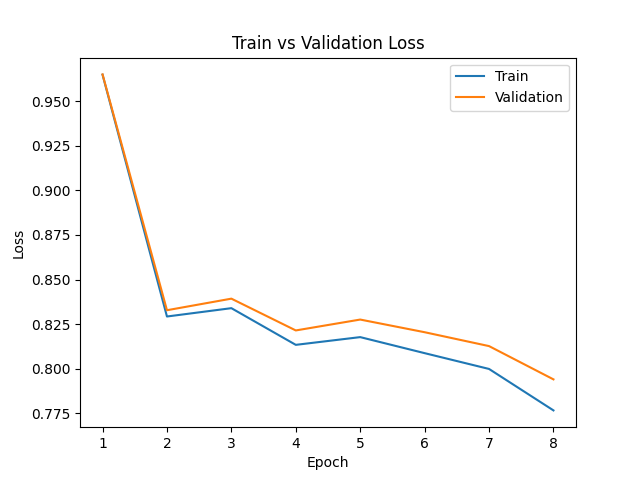 Train vs Validation Loss
Train
Validation
0.950
0.925
0.900
0.875
0.850
0.825
0.800
0.775
Loss
1 2 3 4 5 6 7 8
Epoch